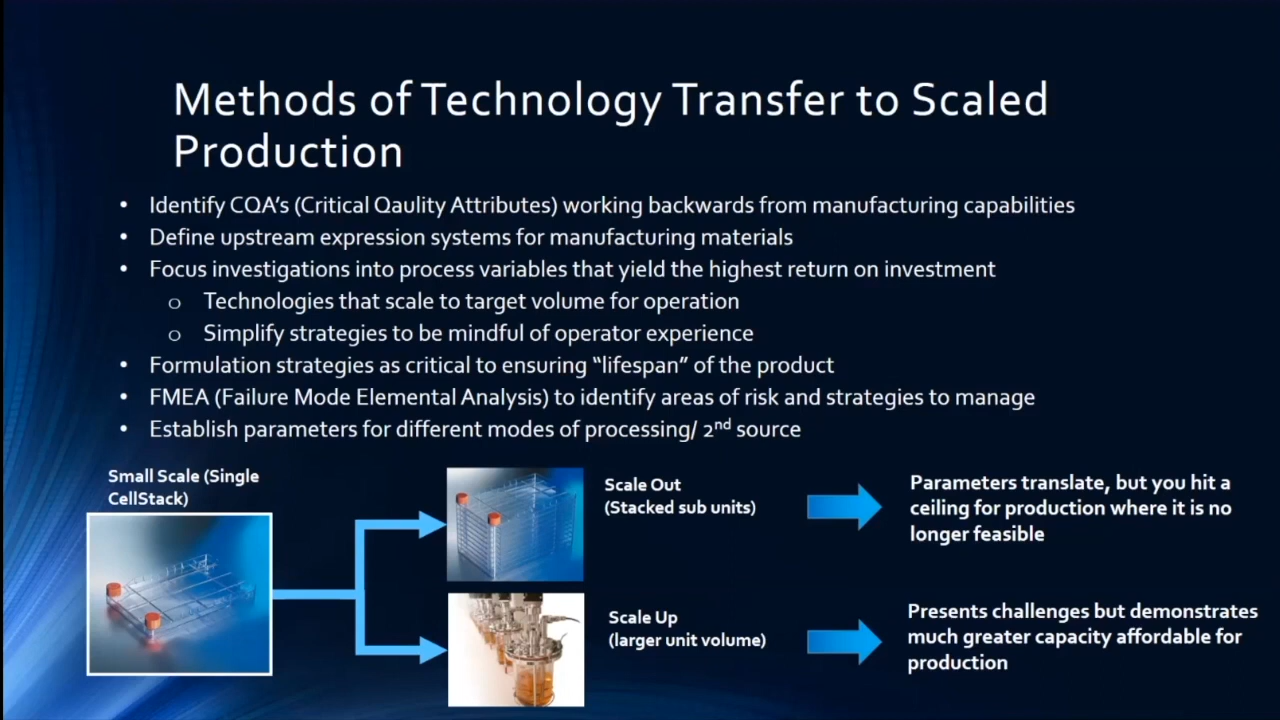 Methods of Technology Transfer to Scaled
Production
• Identify CQA's (Critical Qaulity Attributes) working backwards from manufacturing capabilities
• Define upstream expression systems for manufacturing materials
• Focus investigations into process variables that yield the highest return on investment
o Technologies that scale to target volume for operation
o Simplify strategies to be mindful of operator experience
• Formulation strategies as critical to ensuring “lifespan” of the product
• FMEA (Failure Mode Elemental Analysis) to identify areas of risk and strategies to manage
• Establish parameters for different modes of processing/ 2nd source
Small Scale (Single
CellStack)
Scale Out
(Stacked sub units)
Parameters translate, but you hit a
ceiling for production where it is no
longer feasible
Scale Up
(larger unit volume)
Presents challenges but demonstrates
much greater capacity affordable for
production